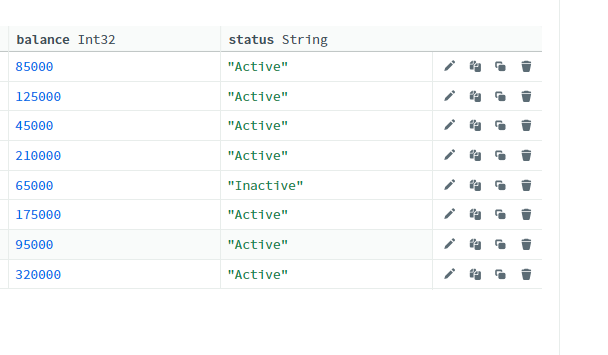 balance Int32 status String
85000 "Active"
125000 "Active"
45000 "Active"
210000 "Active"
65000 "Inactive"
175000 "Active"
95000 "Active"
320000 "Active"